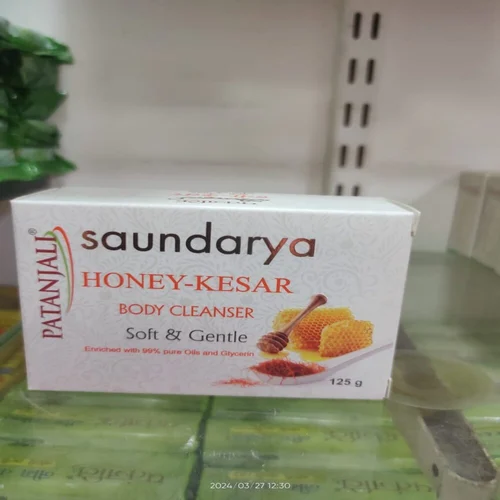 PATANJALI®
saundarya
HONEY-KESAR
BODY CLEANSER
Soft & Gentle
Enriched with 99% pure Oils and Glycerin
125 g
2024/03/27 12:30